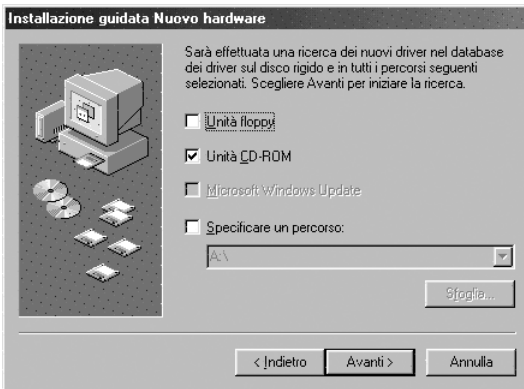 Installazione guidata Nuovo hardware
Sarà effettuata una ricerca dei nuovi driver nel database
dei driver sul disco rigido e in tutti i percorsi seguenti
selezionati. Scegliere Avanti per iniziare la ricerca.
Unità floppy
Unità CD-ROM
Microsoft Windows Update
Specificare un percorso:
A:\
Sfoglia...
< Indietro
Avanti >
Annulla